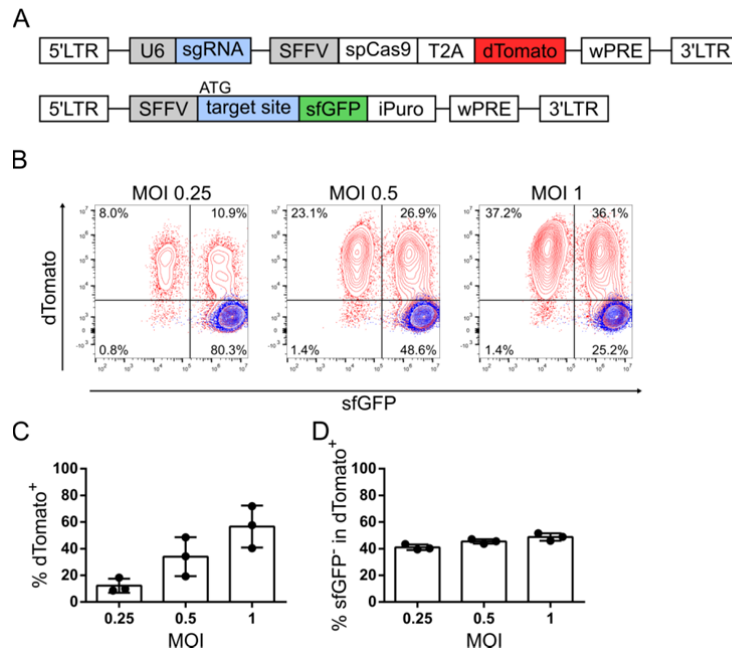 A
5'LTR U6 sgRNA SFFV spCas9 T2A dTomato wPRE 3'LTR
ATG
5'LTR SFFV target site sfGFP iPuro wPRE 3'LTR
B
MOI 0.25 MOI 0.5 MOI 1
8.0% 10.9% 23.1% 26.9% 37.2% 36.1%
dTomato
0.8% 80.3% 1.4% 48.6% 1.4% 25.2%
sfGFP
C
% dTomato⁺
100
80
60
40
20
0
0.25 0.5 1
MOI
D
% sfGFP⁻ in dTomato⁺
100
80
60
40
20
0
0.25 0.5 1
MOI